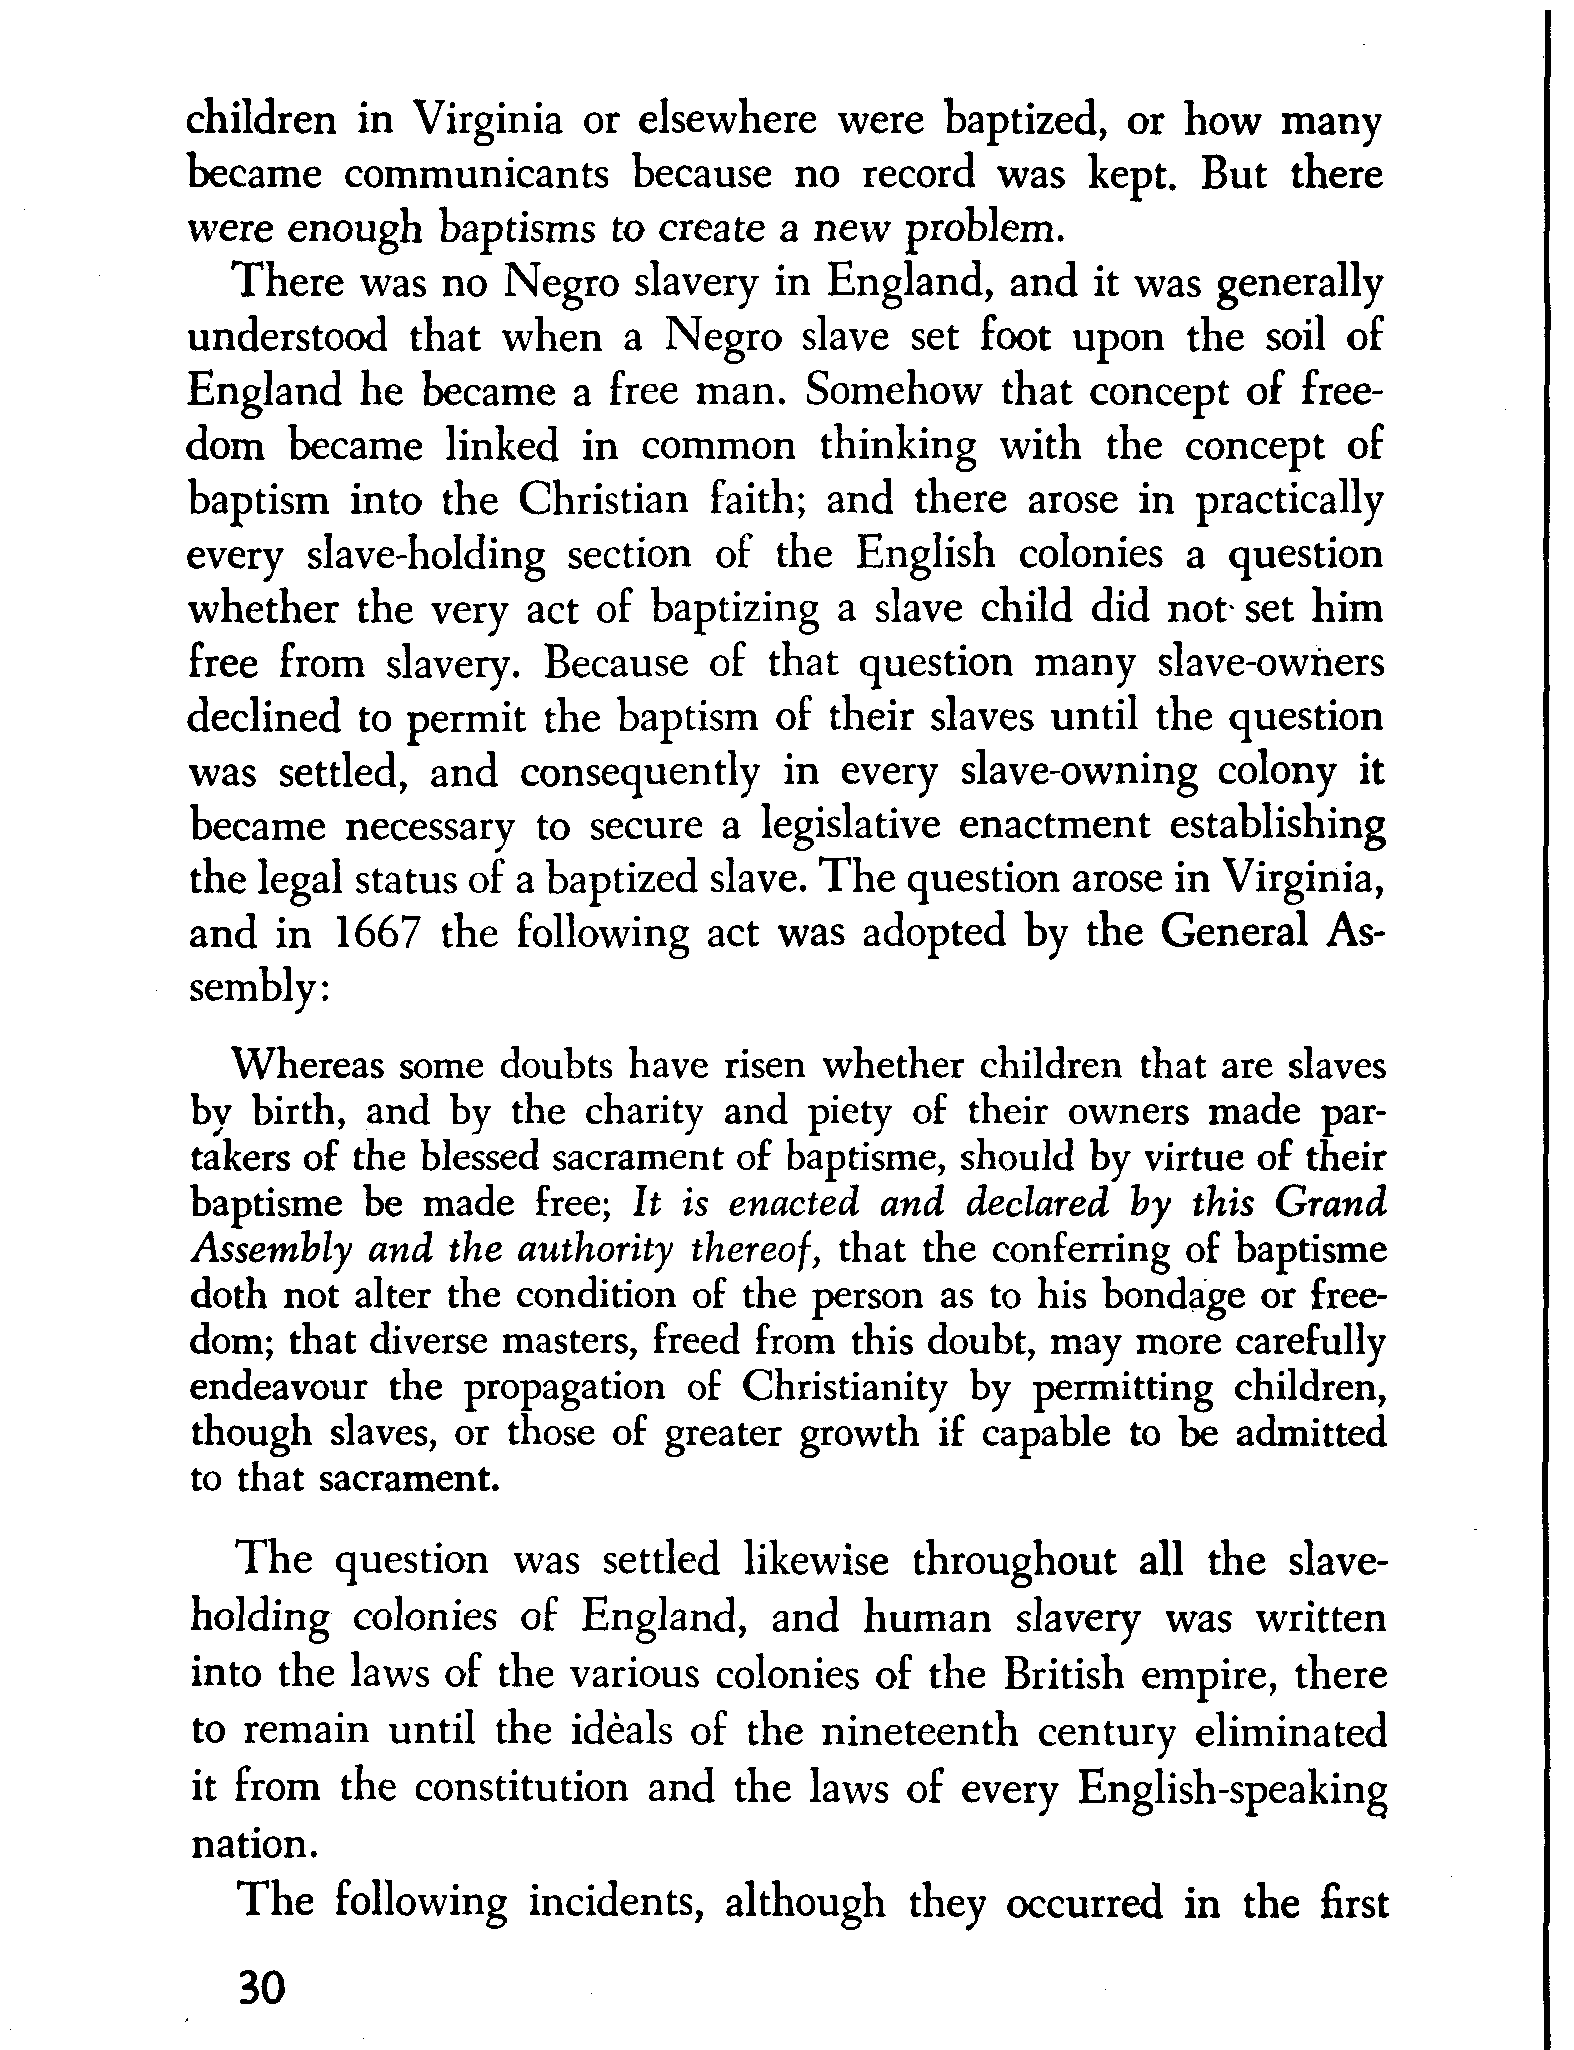 children in Virginia or elsewhere were baptized, or how many
became communicants because no record was kept. But there
were enough baptisms to create a new problem.
There was no Negro slavery in England, and it was generally
understood that when a Negro slave set foot upon the soil of
England he became a free man. Somehow that concept of free-
dom became linked in common thinking with the concept of
baptism into the Christian faith; and there arose in practically
every slave-holding section of the English colonies a question
whether the very act of baptizing a slave child did not set him
free from slavery. Because of that question many slave-owners
declined to permit the baptism of their slaves until the question
was settled, and consequently in every slave-owning colony it
became necessary to secure a legislative enactment establishing
the legal status of a baptized slave. The question arose in Virginia,
and in 1667 the following act was adopted by the General As-
sembly:
Whereas some doubts have risen whether children that are slaves
by birth, and by the charity and piety of their owners made par-
takers of the blessed sacrament of baptisme, should by virtue of their
baptisme be made free; It is enacted and declared by this Grand
Assembly and the authority thereof, that the conferring of baptisme
doth not alter the condition of the person as to his bondage or free-
dom; that diverse masters, freed from this doubt, may more carefully
endeavour the propagation of Christianity by permitting children,
though slaves, or those of greater growth if capable to be admitted
to that sacrament.
The question was settled likewise throughout all the slave-
holding colonies of England, and human slavery was written
into the laws of the various colonies of the British empire, there
to remain until the ideals of the nineteenth century eliminated
it from the constitution and the laws of every English-speaking
nation.
The following incidents, although they occurred in the first
30